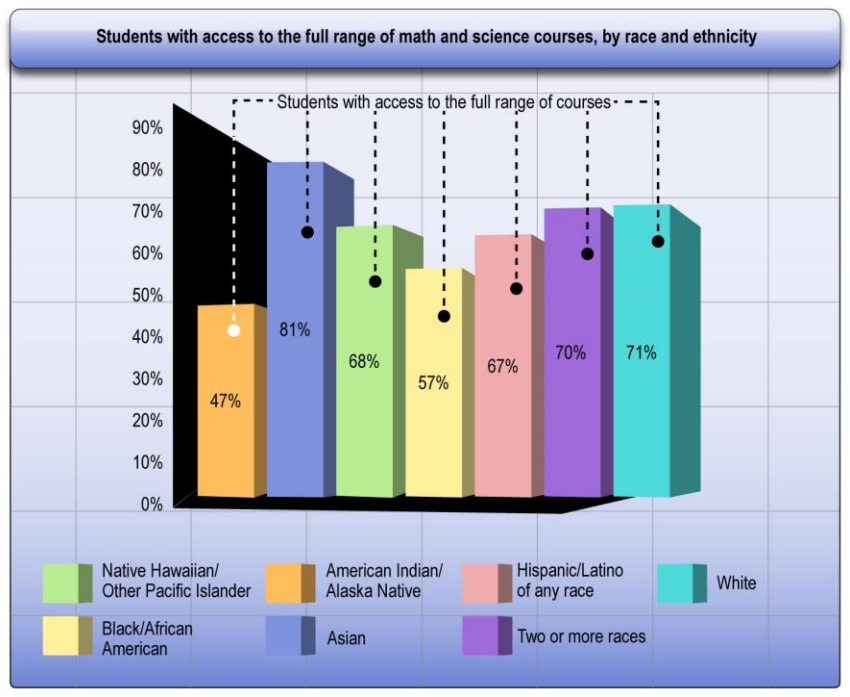 Students with access to the full range of math and science courses, by race and ethnicity
Students with access to the full range of courses
90%
80%
70%
60%
50%
40%
30%
20%
10%
0%
47%
81%
68%
57%
67%
70%
71%
Native Hawaiian/
Other Pacific Islander
American Indian/
Alaska Native
Hispanic/Latino
of any race
White
Black/African
American
Asian
Two or more races